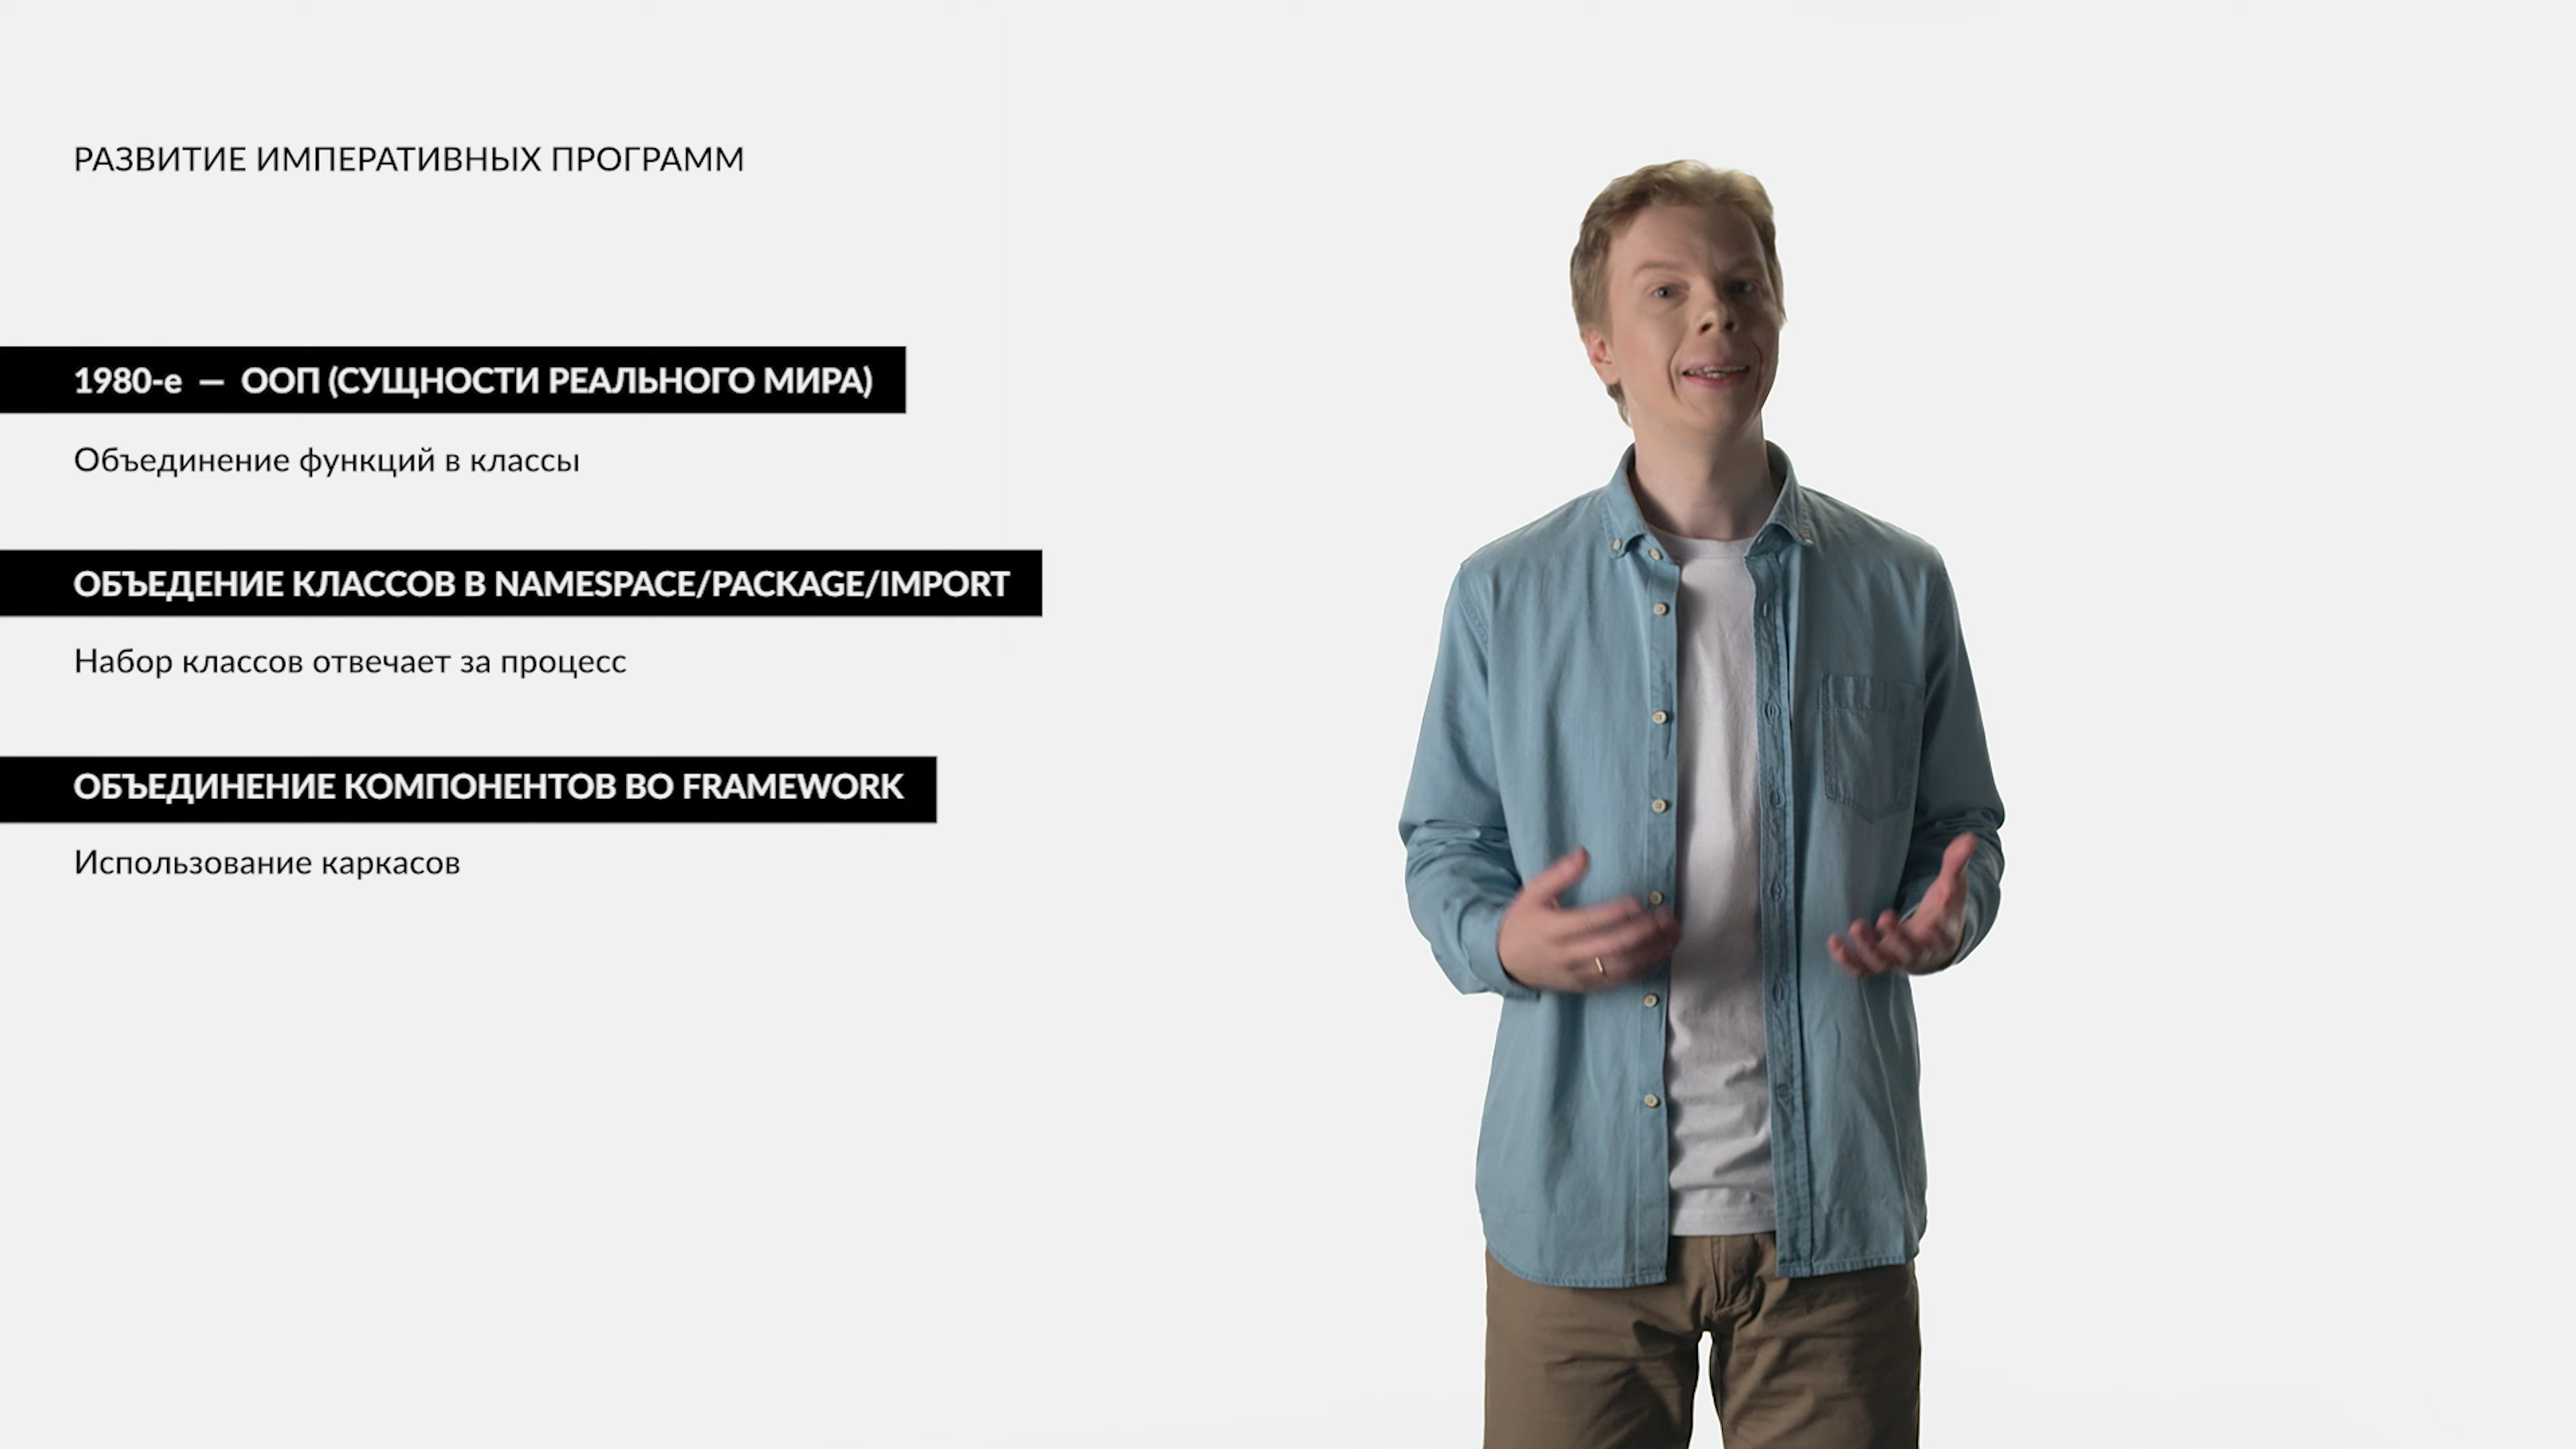 РАЗВИТИЕ ИМПЕРАТИВНЫХ ПРОГРАММ
1980-е — ООП (СУЩНОСТИ РЕАЛЬНОГО МИРА)
Объединение функций в классы
ОБЪЕДЕНИЕ КЛАССОВ В NAMESPACE/PACKAGE/IMPORT
Набор классов отвечает за процесс
ОБЪЕДИНЕНИЕ КОМПОНЕНТОВ ВО FRAMEWORK
Использование каркасов